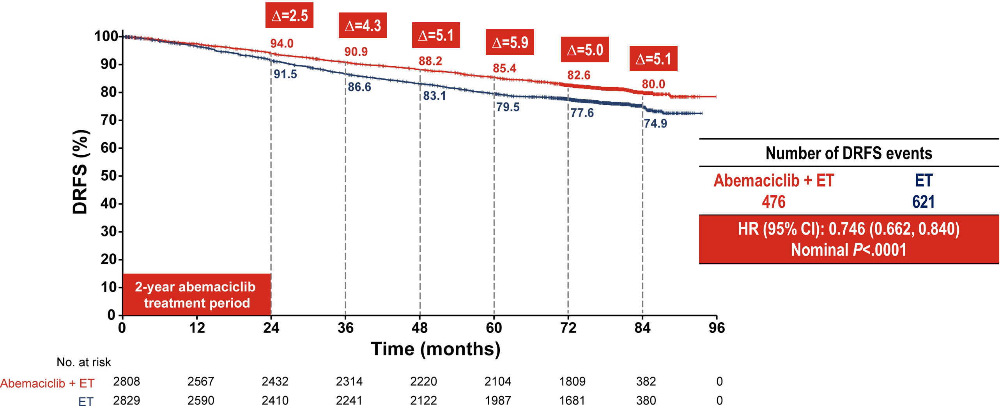 Δ=2.5
Δ=4.3
Δ=5.1
Δ=5.9
Δ=5.0
Δ=5.1
94.0
90.9
88.2
85.4
82.6
80.0
91.5
86.6
83.1
79.5
77.6
74.9
DRFS (%)
100
90
80
70
60
50
40
30
20
10
0
2-year abemaciclib
treatment period
0 12 24 36 48 60 72 84 96
Time (months)
Number of DRFS events
Abemaciclib + ET ET
476 621
HR (95% CI): 0.746 (0.662, 0.840)
Nominal P<.0001
No. at risk
Abemaciclib + ET 2808 2567 2432 2314 2220 2104 1809 382 0
ET 2829 2590 2410 2241 2122 1987 1681 380 0